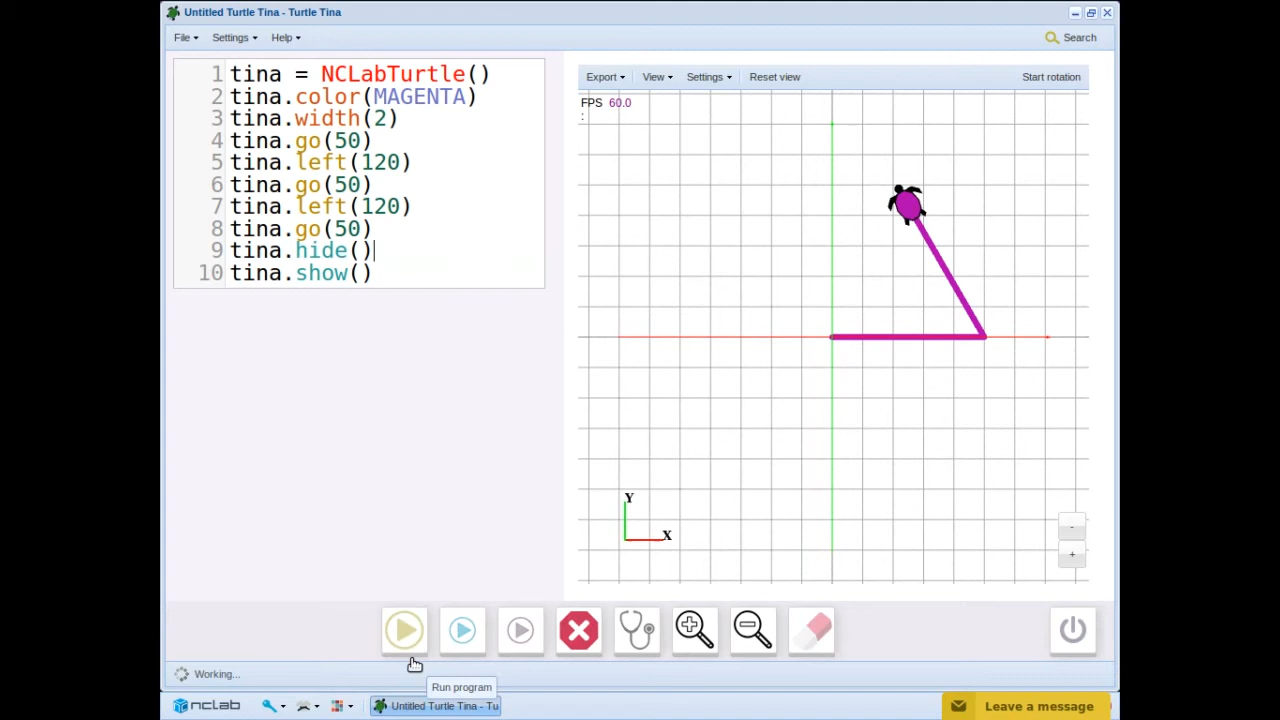 Untitled Turtle Tina - Turtle Tina
File Settings Help Search
1 tina = NCLabTurtle()
2 tina.color(MAGENTA)
3 tina.width(2)
4 tina.go(50)
5 tina.left(120)
6 tina.go(50)
7 tina.left(120)
8 tina.go(50)
9 tina.hide()
10 tina.show()
Export View Settings Reset view Start rotation
FPS 60.0
:
Y
X
-
+
Working...
Run program
nclab Untitled Turtle Tina - Tu Leave a message